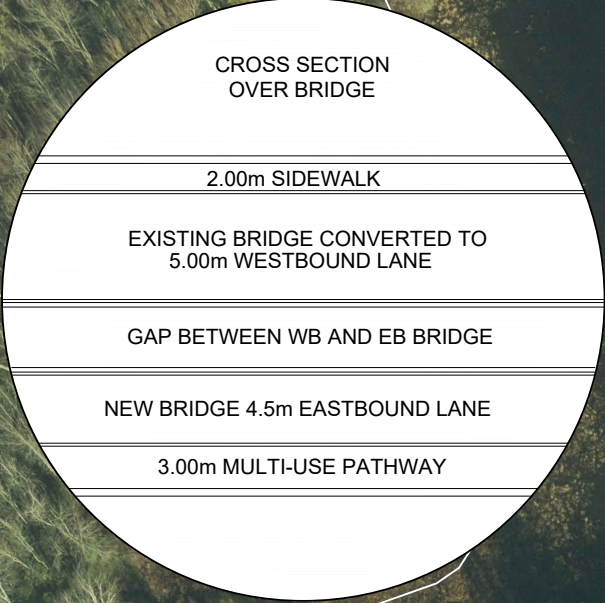 CROSS SECTION
OVER BRIDGE
2.00m SIDEWALK
EXISTING BRIDGE CONVERTED TO
5.00m WESTBOUND LANE
GAP BETWEEN WB AND EB BRIDGE
NEW BRIDGE 4.5m EASTBOUND LANE
3.00m MULTI-USE PATHWAY